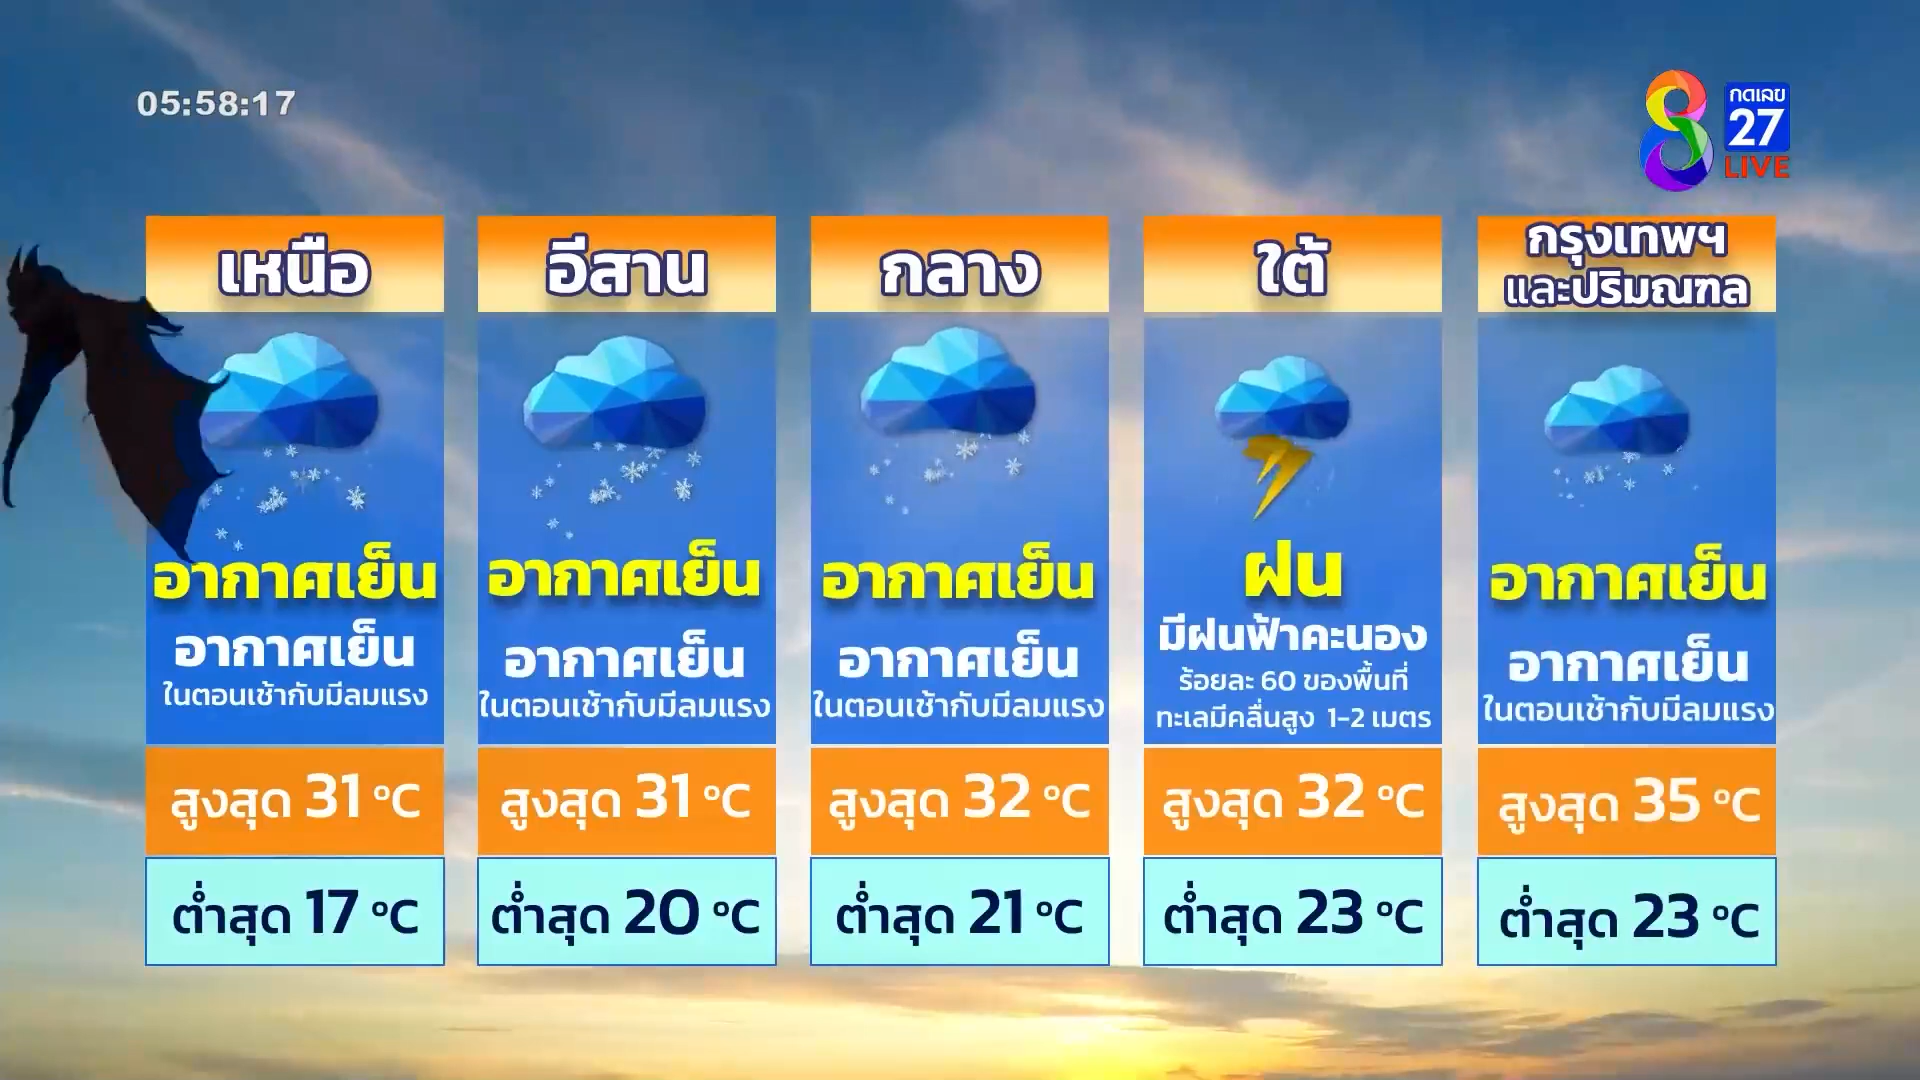 05:58:17
8
กดเลข
27
LIVE
เหนือ
อากาศเย็น
อากาศเย็น
ในตอนเช้ากับมีลมแรง
สูงสุด 31 °C
ต่ำสุด 17 °C
อีสาน
อากาศเย็น
อากาศเย็น
ในตอนเช้ากับมีลมแรง
สูงสุด 31 °C
ต่ำสุด 20 °C
กลาง
อากาศเย็น
อากาศเย็น
ในตอนเช้ากับมีลมแรง
สูงสุด 32 °C
ต่ำสุด 21 °C
ใต้
ฝน
มีฝนฟ้าคะนอง
ร้อยละ 60 ของพื้นที่
ทะเลมีคลื่นสูง 1-2 เมตร
สูงสุด 32 °C
ต่ำสุด 23 °C
กรุงเทพฯ
และปริมณฑล
อากาศเย็น
อากาศเย็น
ในตอนเช้ากับมีลมแรง
สูงสุด 35 °C
ต่ำสุด 23 °C